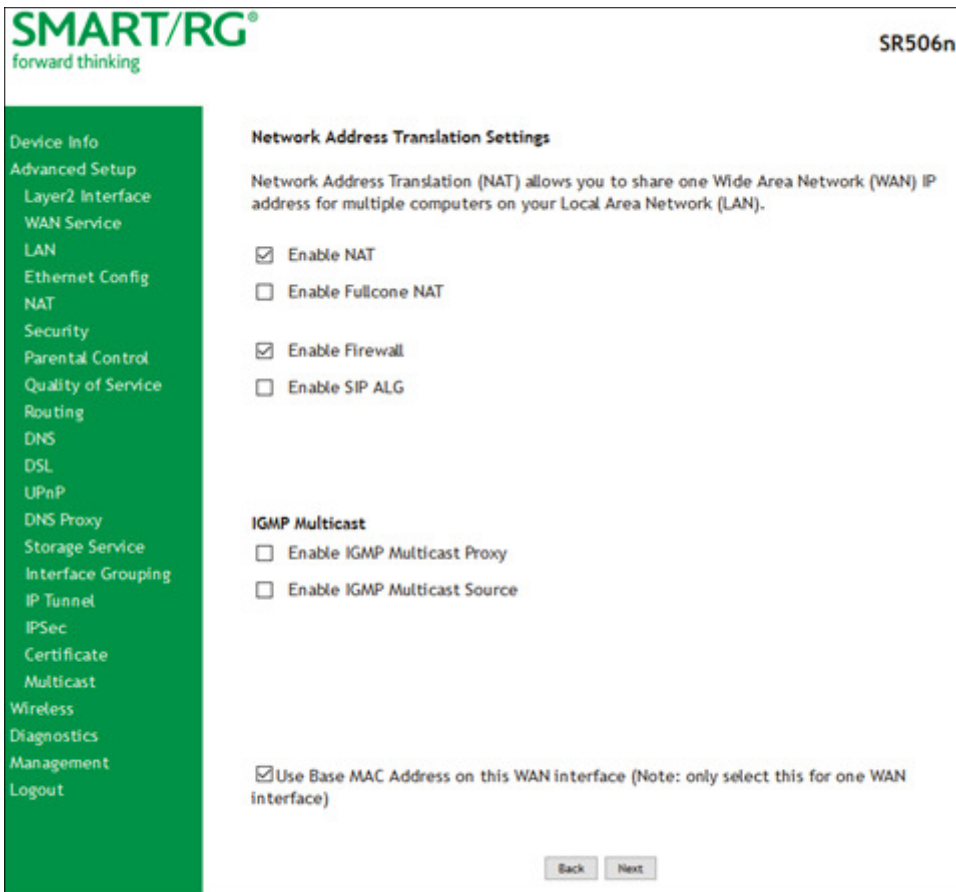 SMART/RG®
forward thinking
SR506n
Device Info
Advanced Setup
Layer2 Interface
WAN Service
LAN
Ethernet Config
NAT
Security
Parental Control
Quality of Service
Routing
DNS
DSL
UPnP
DNS Proxy
Storage Service
Interface Grouping
IP Tunnel
IPSec
Certificate
Multicast
Wireless
Diagnostics
Management
Logout
Network Address Translation Settings
Network Address Translation (NAT) allows you to share one Wide Area Network (WAN) IP
address for multiple computers on your Local Area Network (LAN).
Enable NAT
Enable Fullcone NAT
Enable Firewall
Enable SIP ALG
IGMP Multicast
Enable IGMP Multicast Proxy
Enable IGMP Multicast Source
Use Base MAC Address on this WAN interface (Note: only select this for one WAN
interface)
Back Next